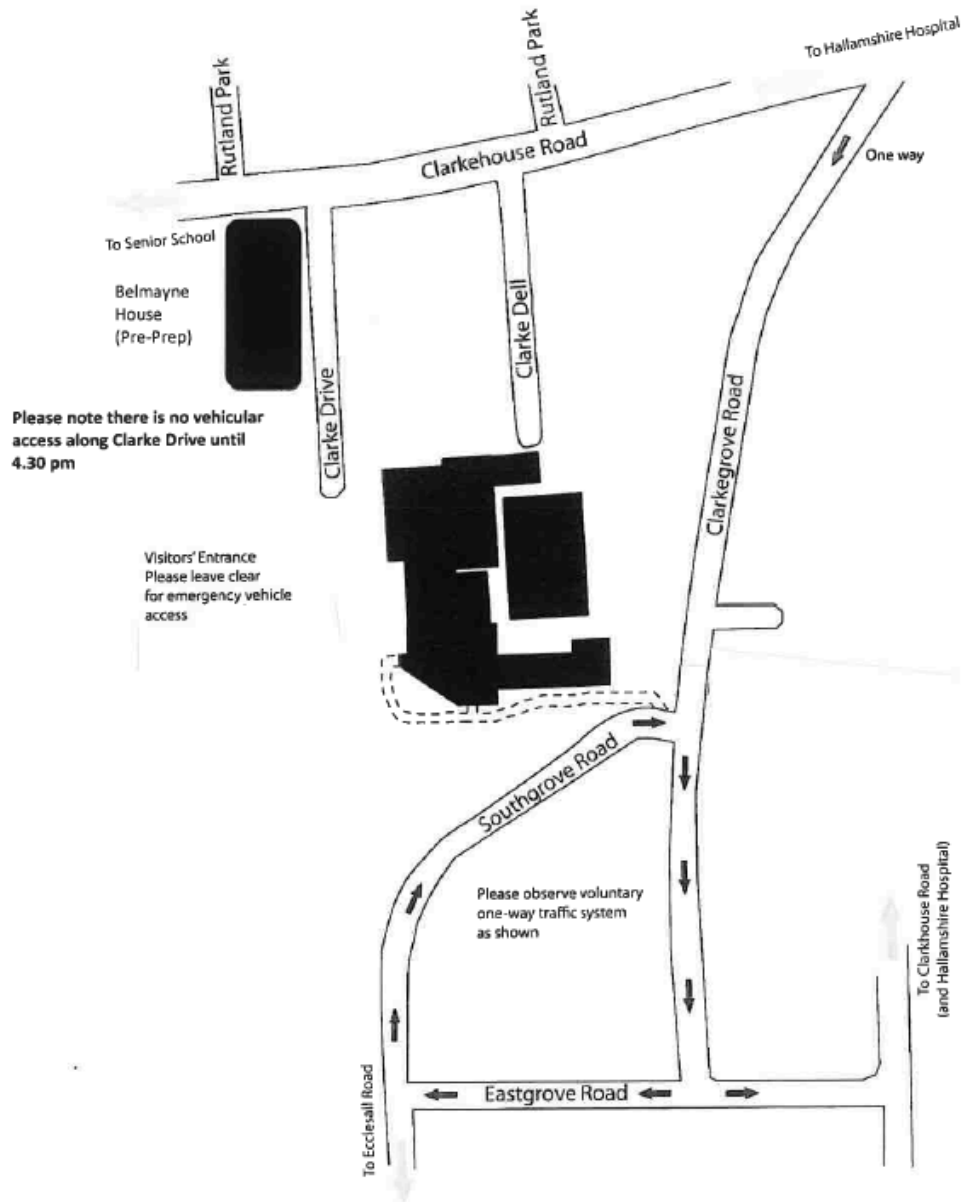 To Hallamshire Hospital
Rutland Park
Rutland Park
Clarkehouse Road
One way
To Senior School
Belmayne
House
(Pre-Prep)
Clarke Drive
Clarke Dell
Clarkegrove Road
Please note there is no vehicular
access along Clarke Drive until
4.30 pm
Visitors' Entrance
Please leave clear
for emergency vehicle
access
Southgrove Road
Please observe voluntary
one-way traffic system
as shown
To Clarkhouse Road
(and Hallamshire Hospital)
Eastgrove Road
To Ecclesall Road